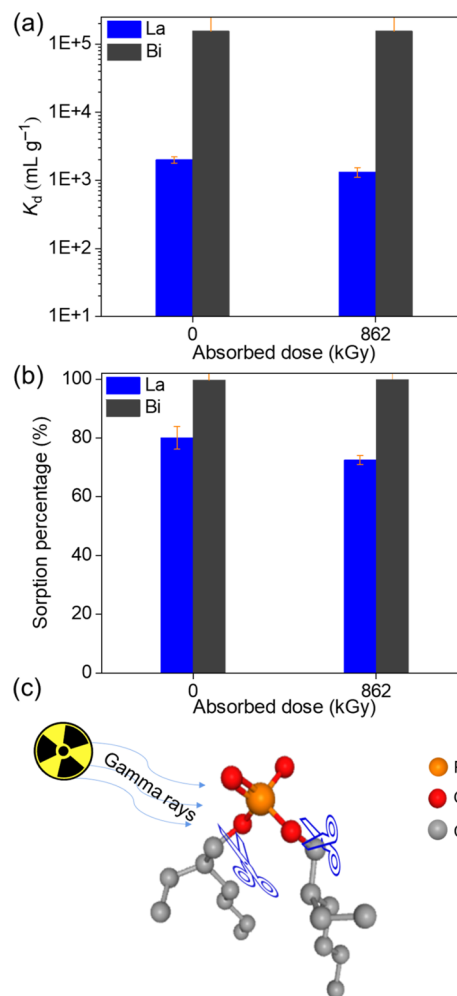 (a)
La
Bi
1E+5
1E+4
1E+3
1E+2
1E+1
K_d (mL g⁻¹)
0 862
Absorbed dose (kGy)
(b)
La
Bi
100
80
60
40
20
0
Sorption percentage (%)
0 862
Absorbed dose (kGy)
(c)
Gamma rays